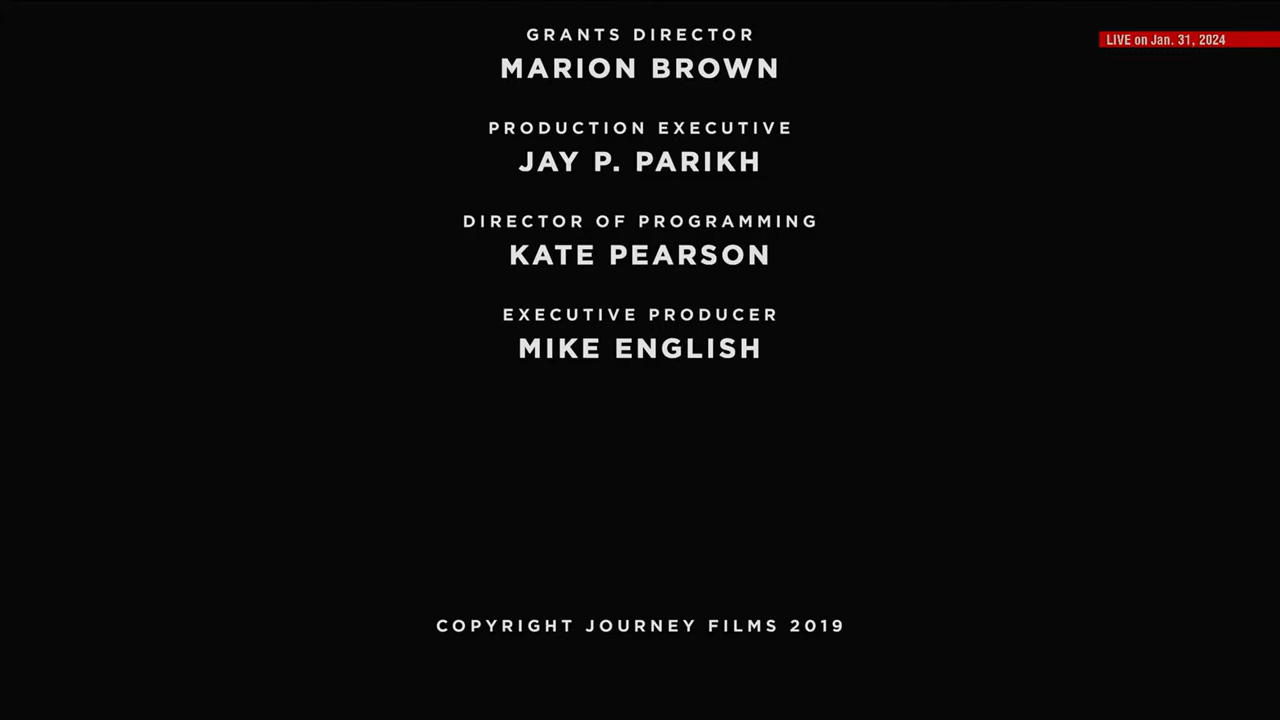 GRANTS DIRECTOR
LIVE on Jan. 31, 2024
MARION BROWN
PRODUCTION EXECUTIVE
JAY P. PARIKH
DIRECTOR OF PROGRAMMING
KATE PEARSON
EXECUTIVE PRODUCER
MIKE ENGLISH
COPYRIGHT JOURNEY FILMS 2019